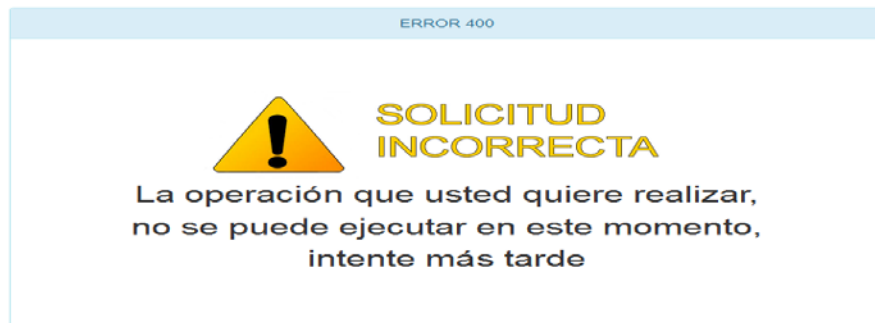 ERROR 400
SOLICITUD
INCORRECTA
La operación que usted quiere realizar,
no se puede ejecutar en este momento,
intente más tarde